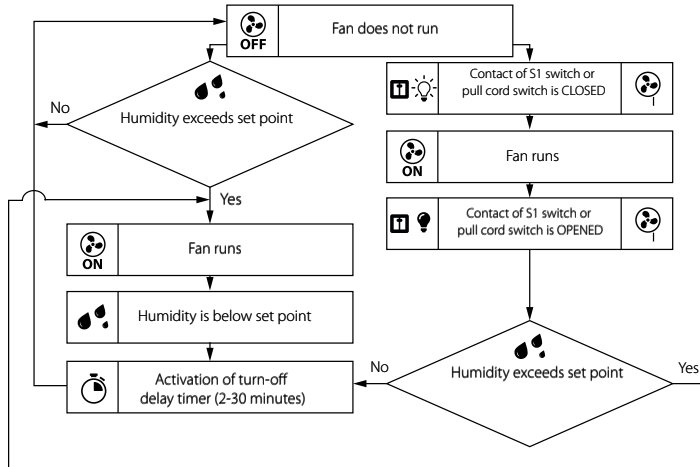 OFF
Fan does not run
Humidity exceeds set point
No
Yes
ON
Fan runs
Humidity is below set point
Activation of turn-off
delay timer (2-30 minutes)
Contact of S1 switch or
pull cord switch is CLOSED
ON
Fan runs
Contact of S1 switch or
pull cord switch is OPENED
Humidity exceeds set point
No
Yes